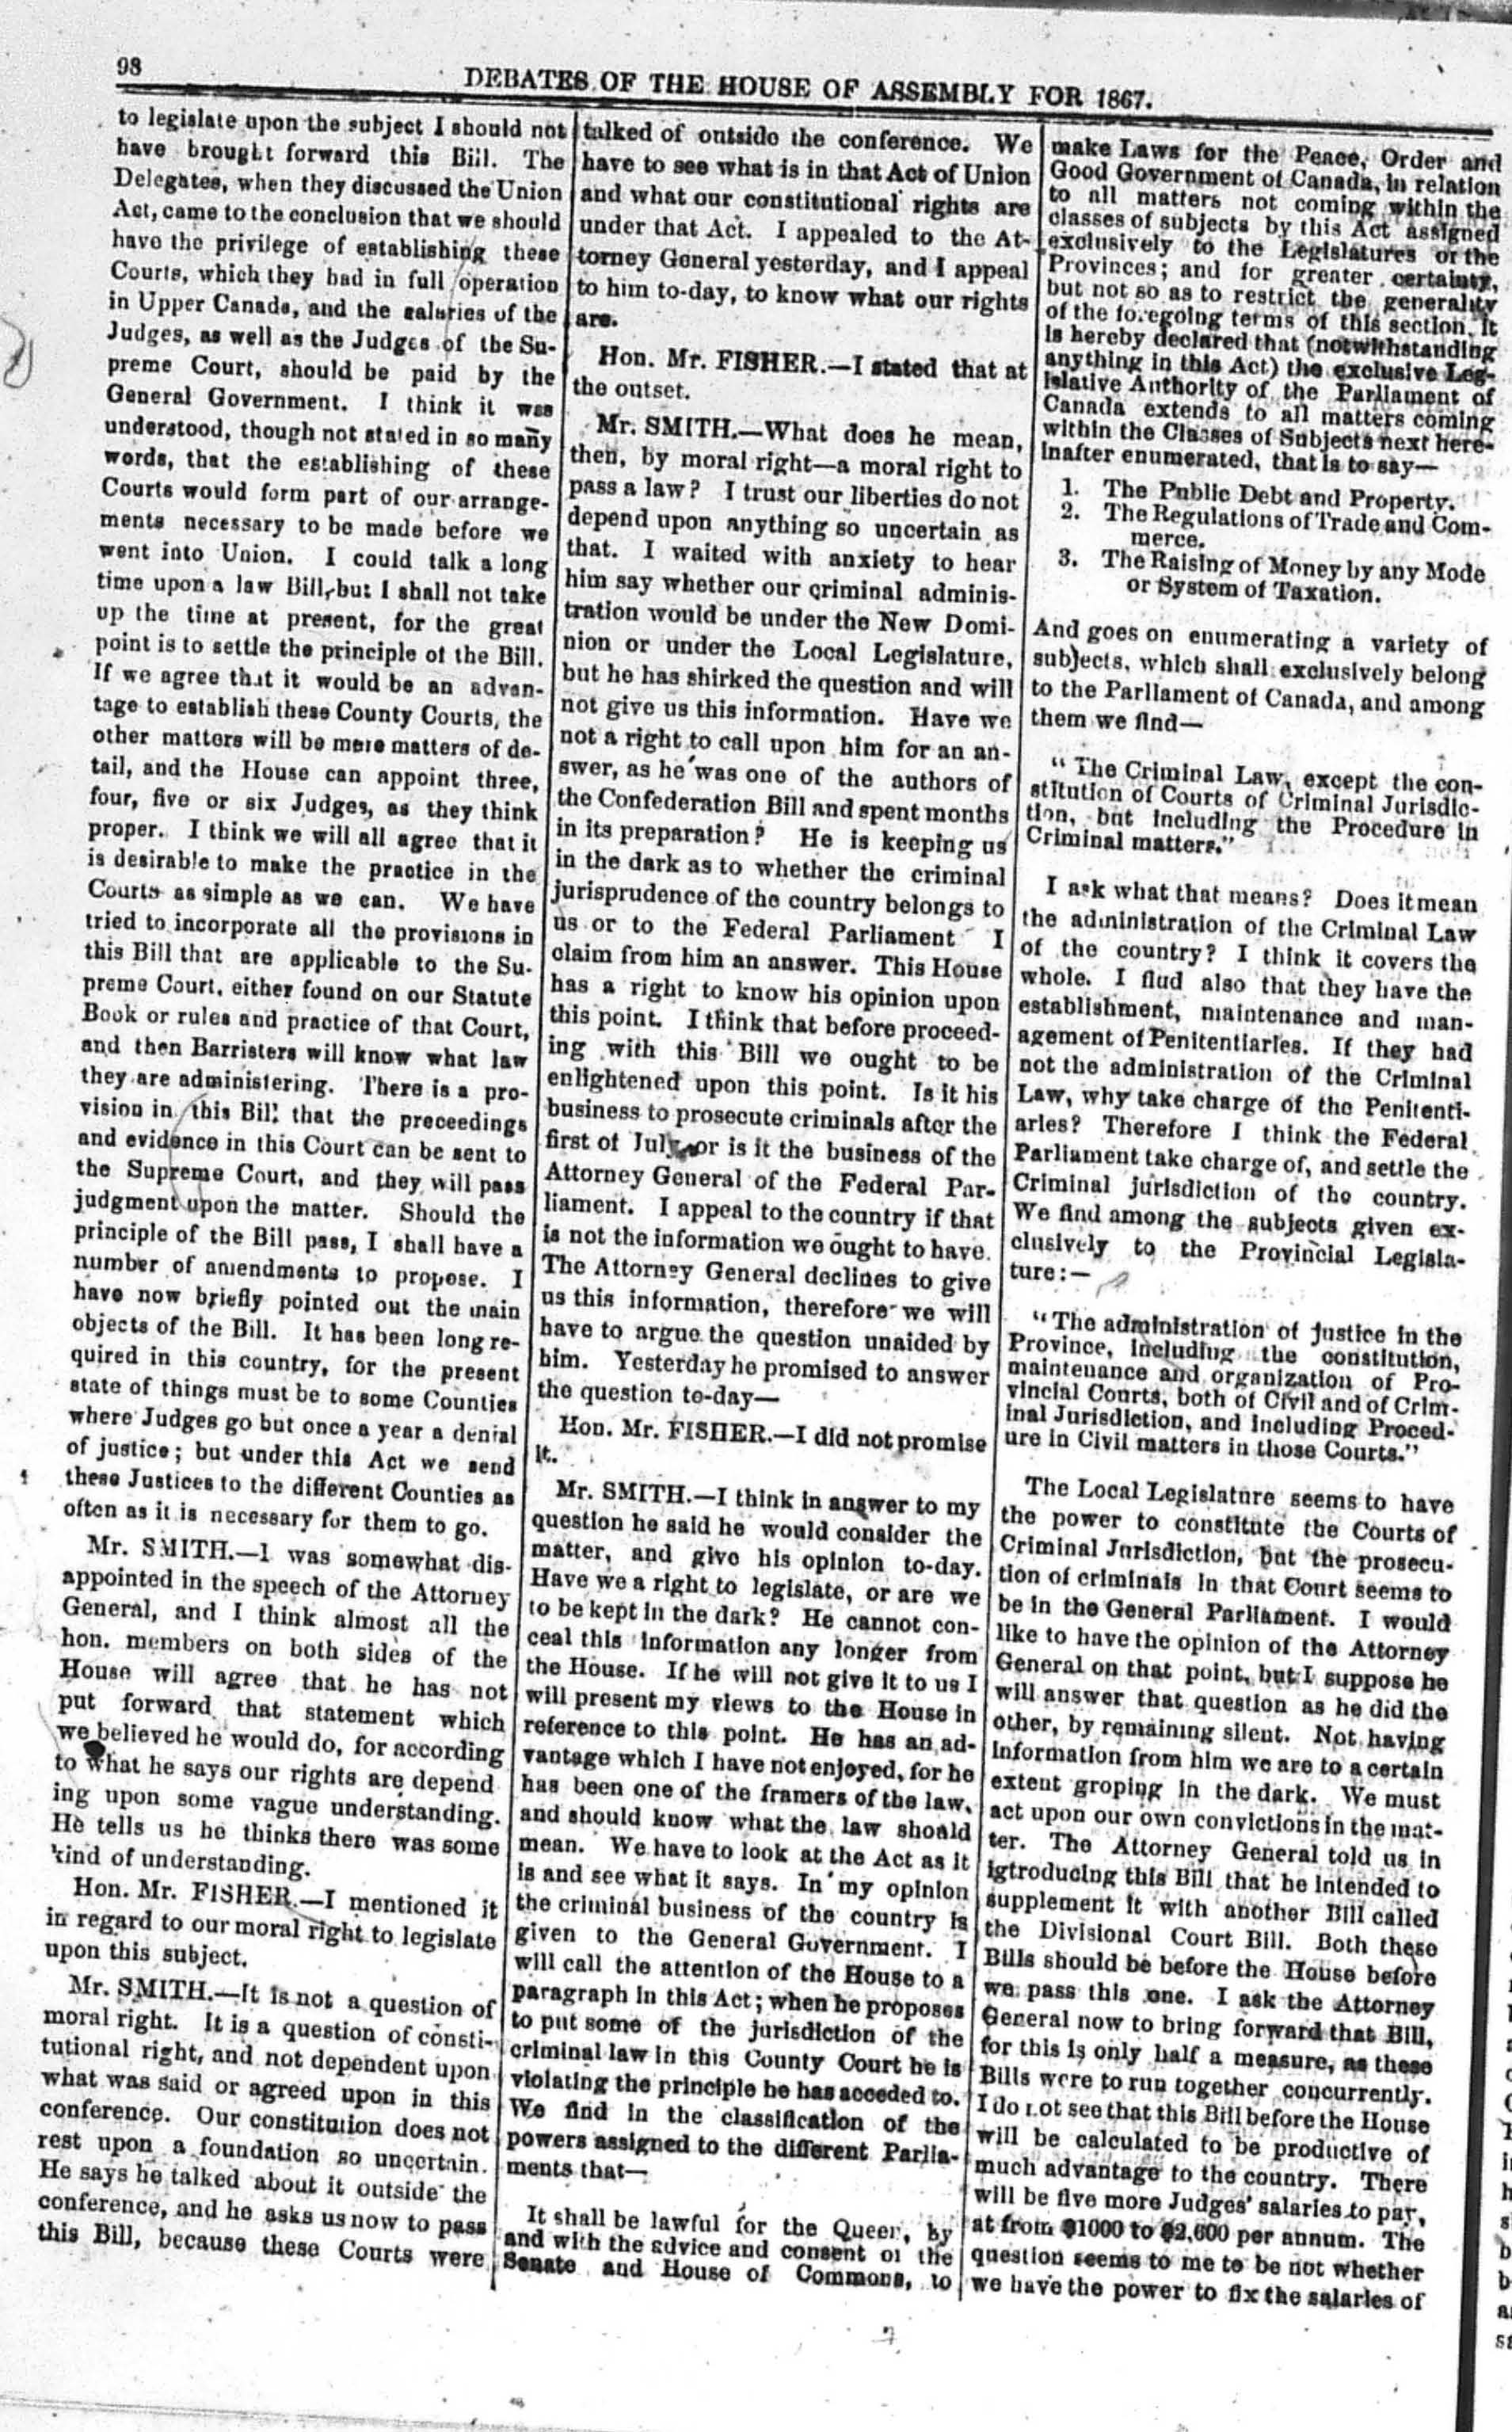 98
DEBATES OF THE HOUSE OF ASSEMBLY FOR 1867.
to legislate upon the subject I should not
have brought forward this Bill. The
Delegates, when they discussed the Union
Act, came to the conclusion that we should
have the privilege of establishing these
Courts, which they had in full operation
in Upper Canada, and the salaries of the
Judges, as well as the Judges of the Su-
preme Court, should be paid by the
General Government. I think it was
understood, though not stated in so many
words, that the establishing of these
Courts would form part of our arrange-
ments necessary to be made before we
went into Union. I could talk a long
time upon a law Bill, but I shall not take
up the time at present, for the great
point is to settle the principle of the Bill.
If we agree that it would be an advan-
tage to establish these County Courts, the
other matters will be mere matters of de-
tail, and the House can appoint three,
four, five or six Judges, as they think
proper. I think we will all agree that it
is desirable to make the practice in the
Courts as simple as we can. We have
tried to incorporate all the provisions in
this Bill that are applicable to the Su-
preme Court, either found on our Statute
Book or rules and practice of that Court,
and then Barristers will know what law
they are administering. There is a pro-
vision in this Bill that the preceedings
and evidence in this Court can be sent to
the Supreme Court, and they will pass
judgment upon the matter. Should the
principle of the Bill pass, I shall have a
number of amendments to propose. I
have now briefly pointed out the main
objects of the Bill. It has been long re-
quired in this country, for the present
state of things must be to some Counties
where Judges go but once a year a denial
of justice; but under this Act we send
these Justices to the different Counties as
often as it is necessary for them to go.
Mr. SMITH.—I was somewhat dis-
appointed in the speech of the Attorney
General, and I think almost all the
hon. members on both sides of the
House will agree that he has not
put forward that statement which
we believed he would do, for according
to what he says our rights are depend
ing upon some vague understanding.
He tells us he thinks there was some
kind of understanding.
Hon. Mr. FISHER.—I mentioned it
in regard to our moral right to legislate
upon this subject.
Mr. SMITH.—It is not a question of
moral right. It is a question of consti-
tutional right, and not dependent upon
what was said or agreed upon in this
conference. Our constitution does not
rest upon a foundation so uncertain.
He says he talked about it outside the
conference, and he asks us now to pass
this Bill, because these Courts were
talked of outside the conference. We
have to see what is in that Act of Union
and what our constitutional rights are
under that Act. I appealed to the At-
torney General yesterday, and I appeal
to him to-day, to know what our rights
are.
Hon. Mr. FISHER.—I stated that at
the outset.
Mr. SMITH.—What does he mean,
then, by moral right—a moral right to
pass a law? I trust our liberties do not
depend upon anything so uncertain as
that. I waited with anxiety to hear
him say whether our criminal adminis-
tration would be under the New Domi-
nion or under the Local Legislature,
but he has shirked the question and will
not give us this information. Have we
not a right to call upon him for an an-
swer, as he was one of the authors of
the Confederation Bill and spent months
in its preparation? He is keeping us
in the dark as to whether the criminal
jurisprudence of the country belongs to
us or to the Federal Parliament I
claim from him an answer. This House
has a right to know his opinion upon
this point. I think that before proceed-
ing with this Bill we ought to be
enlightened upon this point. Is it his
business to prosecute criminals after the
first of July or is it the business of the
Attorney General of the Federal Par-
liament. I appeal to the country if that
is not the information we ought to have.
The Attorney General declines to give
us this information, therefore we will
have to argue the question unaided by
him. Yesterday he promised to answer
the question to-day—
Hon. Mr. FISHER.—I did not promise
it.
Mr. SMITH.—I think in answer to my
question he said he would consider the
matter, and give his opinion to-day.
Have we a right to legislate, or are we
to be kept in the dark? He cannot con-
ceal this information any longer from
the House. If he will not give it to us I
will present my views to the House in
reference to this point. He has an ad-
vantage which I have not enjoyed, for he
has been one of the framers of the law,
and should know what the law should
mean. We have to look at the Act as it
is and see what it says. In my opinion
the criminal business of the country is
given to the General Government. I
will call the attention of the House to a
paragraph in this Act; when he proposes
to put some of the jurisdiction of the
criminal law in this County Court he is
violating the principle he has acceded to.
We find in the classification of the
powers assigned to the different Parlia-
ments that—
It shall be lawful for the Queen, by
and with the advice and consent of the
Senate and House of Commons, to
make Laws for the Peace, Order and
Good Government of Canada, in relation
to all matters not coming within the
classes of subjects by this Act assigned
exclusively to the Legislatures of the
Provinces; and for greater certainty,
but not so as to restrict the generality
of the foregoing terms of this section, it
is hereby declared that (notwithstanding
anything in this Act) the exclusive Leg-
islative Authority of the Parliament of
Canada extends to all matters coming
within the Classes of Subjects next here-
inafter enumerated, that is to say—
1. The Public Debt and Property.
2. The Regulations of Trade and Com-
merce.
3. The Raising of Money by any Mode
or System of Taxation.
And goes on enumerating a variety of
subjects, which shall exclusively belong
to the Parliament of Canada, and among
them we find—
"The Criminal Law, except the con-
stitution of Courts of Criminal Jurisdic-
tion, but including the Procedure in
Criminal matters."
I ask what that means? Does it mean
the administration of the Criminal Law
of the country? I think it covers the
whole. I find also that they have the
establishment, maintenance and man-
agement of Penitentiaries. If they had
not the administration of the Criminal
Law, why take charge of the Penitenti-
aries? Therefore I think the Federal
Parliament take charge of, and settle the
Criminal jurisdiction of the country.
We find among the subjects given ex-
clusively to the Provincial Legisla-
ture:—
"The administration of justice in the
Province, including the constitution,
maintenance and organization of Pro-
vincial Courts, both of Civil and of Crim-
inal Jurisdiction, and including Proced-
ure in Civil matters in those Courts."
The Local Legislature seems to have
the power to constitute the Courts of
Criminal Jurisdiction, but the prosecu-
tion of criminals in that Court seems to
be in the General Parliament. I would
like to have the opinion of the Attorney
General on that point, but I suppose he
will answer that question as he did the
other, by remaining silent. Not having
information from him we are to a certain
extent groping in the dark. We must
act upon our own convictions in the mat-
ter. The Attorney General told us in
igtroducing this Bill that he intended to
supplement it with another Bill called
the Divisional Court Bill. Both these
Bills should be before the House before
we pass this one. I ask the Attorney
General now to bring forward that Bill,
for this is only half a measure, as these
Bills were to run together concurrently.
I do not see that this Bill before the House
will be calculated to be productive of
much advantage to the country. There
will be five more Judges' salaries to pay,
at from $1000 to $2,600 per annum. The
question seems to me to be not whether
we have the power to fix the salaries of